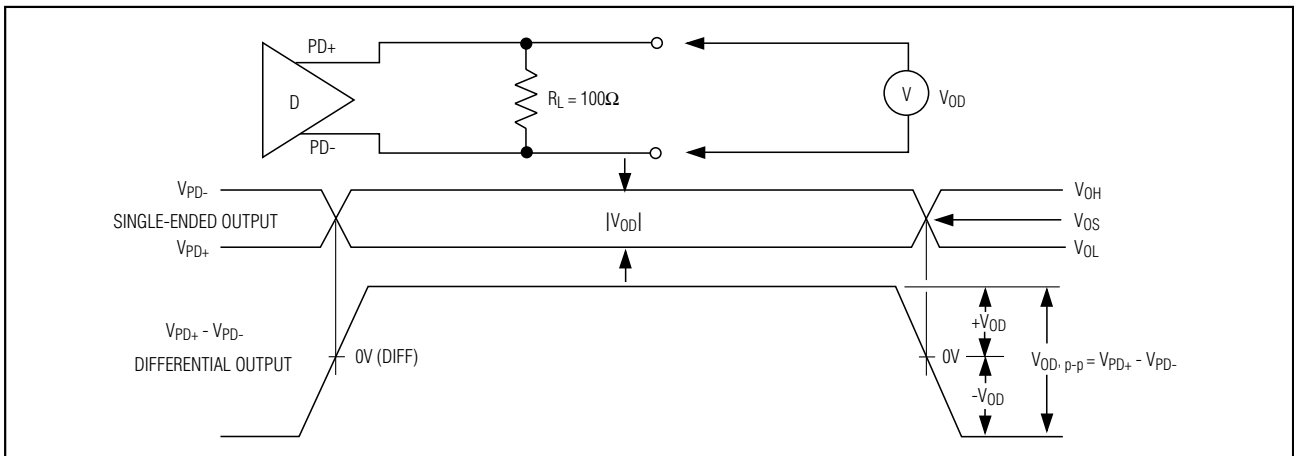 PD+
D
PD-
R_L = 100Ω
V
V_OD
V_PD-
SINGLE-ENDED OUTPUT
V_PD+
|V_OD|
V_OH
V_OS
V_OL
V_PD+ - V_PD-
DIFFERENTIAL OUTPUT
0V (DIFF)
0V
+V_OD
-V_OD
V_OD, p-p = V_PD+ - V_PD-